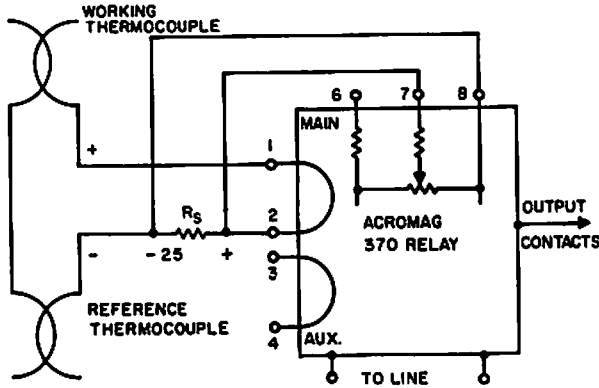 WORKING
THERMOCOUPLE
6 7 8
MAIN
+ 1
ACROMAG
370 RELAY
OUTPUT
CONTACTS
RS 2
- -25 +
3
REFERENCE
THERMOCOUPLE
4 AUX.
TO LINE